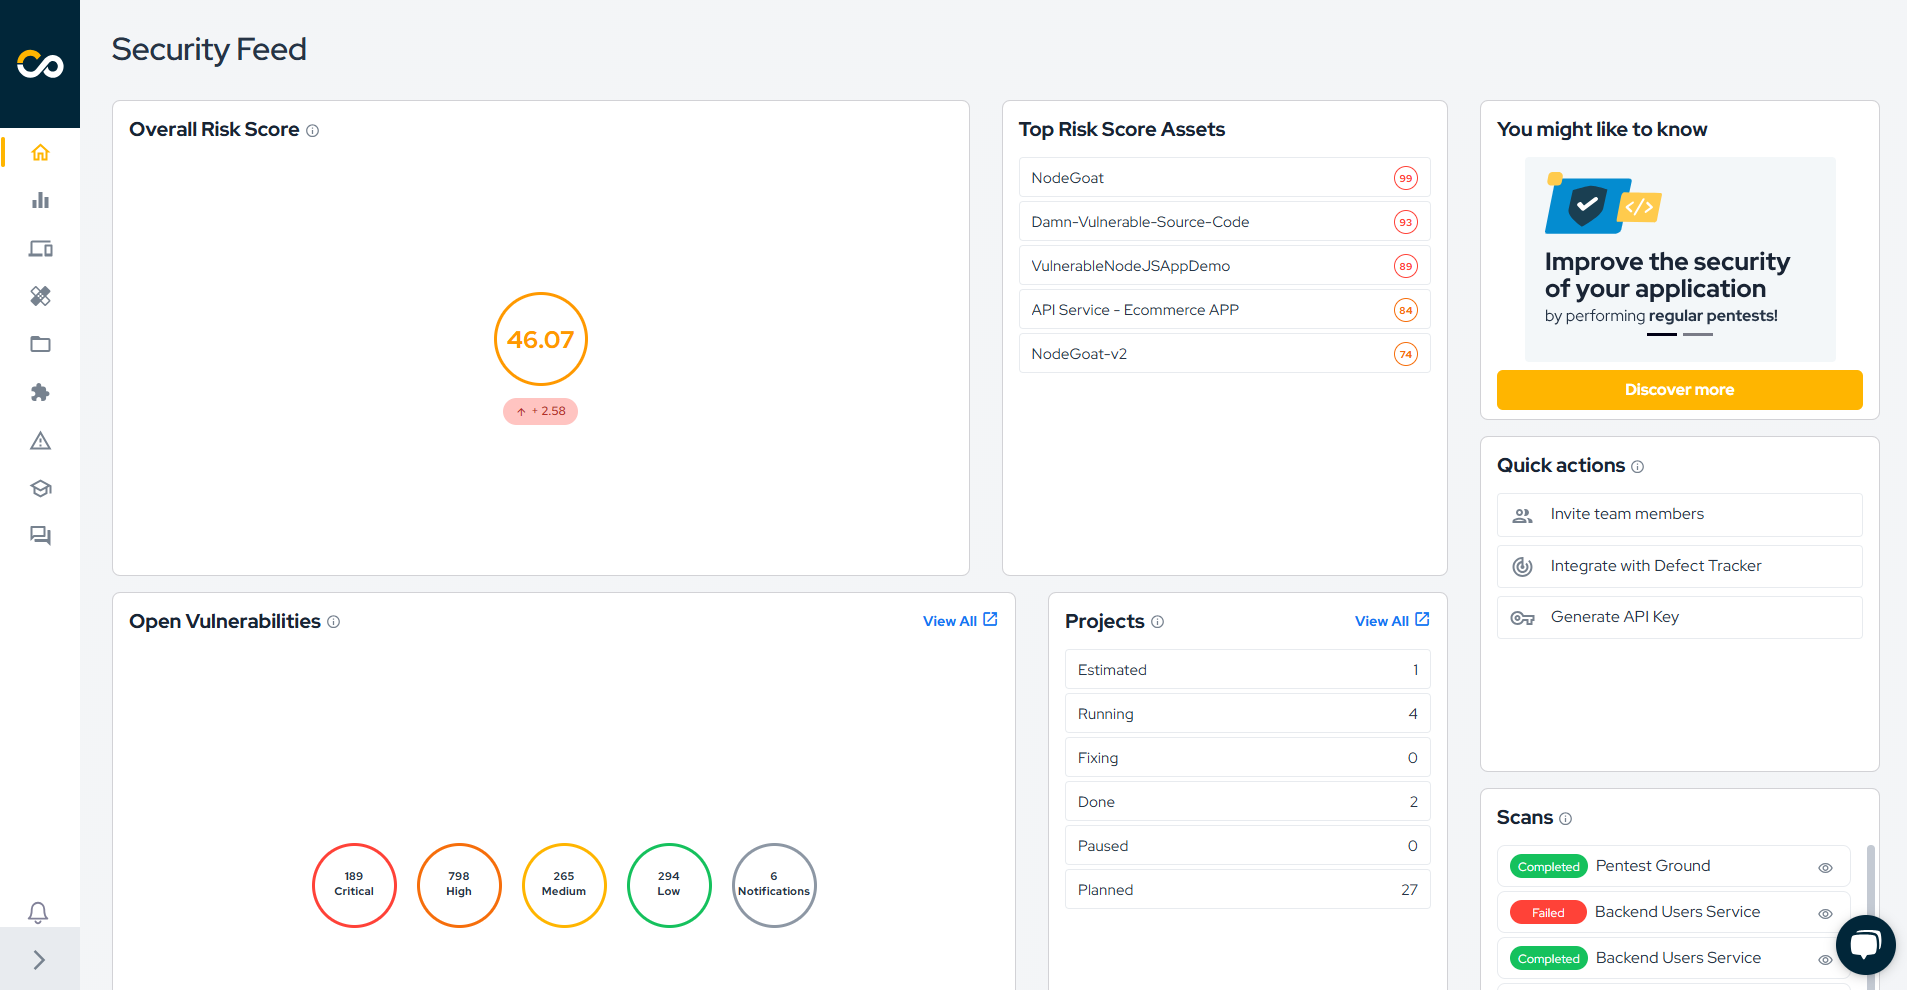 Security Feed
Overall Risk Score
46.07
+ 2.58
Top Risk Score Assets
NodeGoat 99
Damn-Vulnerable-Source-Code 93
VulnerableNodeJSAppDemo 89
API Service - Ecommerce APP 84
NodeGoat-v2 74
You might like to know
</>
Improve the security
of your application
by performing regular pentests!
Discover more
Quick actions
Invite team members
Integrate with Defect Tracker
Generate API Key
Open Vulnerabilities View All
189
Critical
798
High
265
Medium
294
Low
6
Notifications
Projects View All
Estimated 1
Running 4
Fixing 0
Done 2
Paused 0
Planned 27
Scans
Completed Pentest Ground
Failed Backend Users Service
Completed Backend Users Service